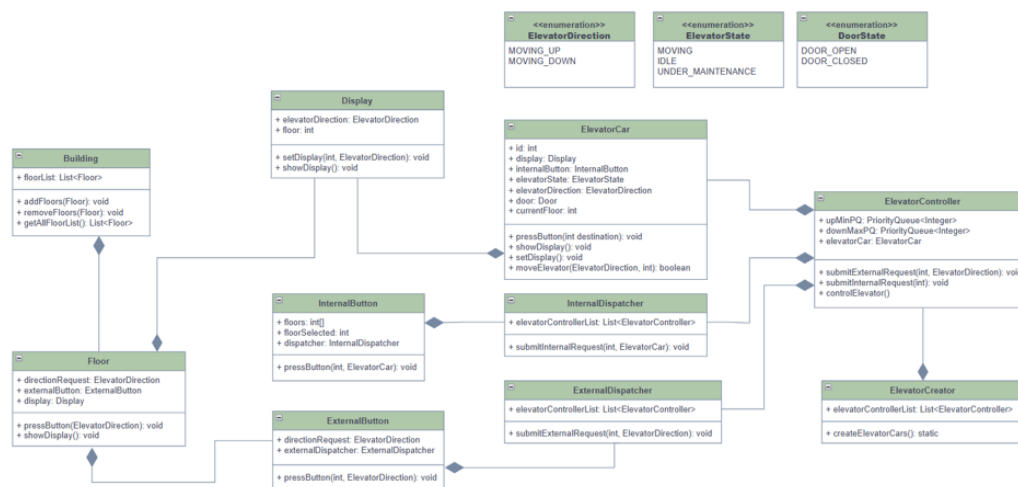 <<enumeration>>
ElevatorDirection
MOVING_UP
MOVING_DOWN
<<enumeration>>
ElevatorState
MOVING
IDLE
UNDER_MAINTENANCE
<<enumeration>>
DoorState
DOOR_OPEN
DOOR_CLOSED
Display
+ elevatorDirection: ElevatorDirection
+ floor: int
+ setDisplay(int, ElevatorDirection): void
+ showDisplay(): void
ElevatorCar
+ id: int
+ display: Display
+ internalButton: InternalButton
+ elevatorState: ElevatorState
+ elevatorDirection: ElevatorDirection
+ door: Door
+ currentFloor: int
+ pressButton(int destination): void
+ showDisplay(): void
+ setDisplay(): void
+ moveElevator(ElevatorDirection, int): boolean
Building
+ floorList: List<Floor>
+ addFloors(Floor): void
+ removeFloors(Floor): void
+ getAllFloorList(): List<Floor>
ElevatorController
+ upMinPQ: PriorityQueue<Integer>
+ downMaxPQ: PriorityQueue<Integer>
+ elevatorCar: ElevatorCar
+ submitExternalRequest(int, ElevatorDirection): void
+ submitInternalRequest(int): void
+ controlElevator()
InternalButton
+ floors: int[]
+ floorSelected: int
+ dispatcher: InternalDispatcher
+ pressButton(int, ElevatorCar): void
InternalDispatcher
+ elevatorControllerList: List<ElevatorController>
+ submitInternalRequest(int, ElevatorCar): void
Floor
+ directionRequest: ElevatorDirection
+ externalButton: ExternalButton
+ display: Display
+ pressButton(ElevatorDirection): void
+ showDisplay(): void
ExternalDispatcher
+ elevatorControllerList: List<ElevatorController>
+ submitExternalRequest(int, ElevatorDirection): void
ElevatorCreator
+ elevatorControllerList: List<ElevatorController>
+ createElevatorCars(): static
ExternalButton
+ directionRequest: ElevatorDirection
+ externalDispatcher: ExternalDispatcher
+ pressButton(int, ElevatorDirection): void